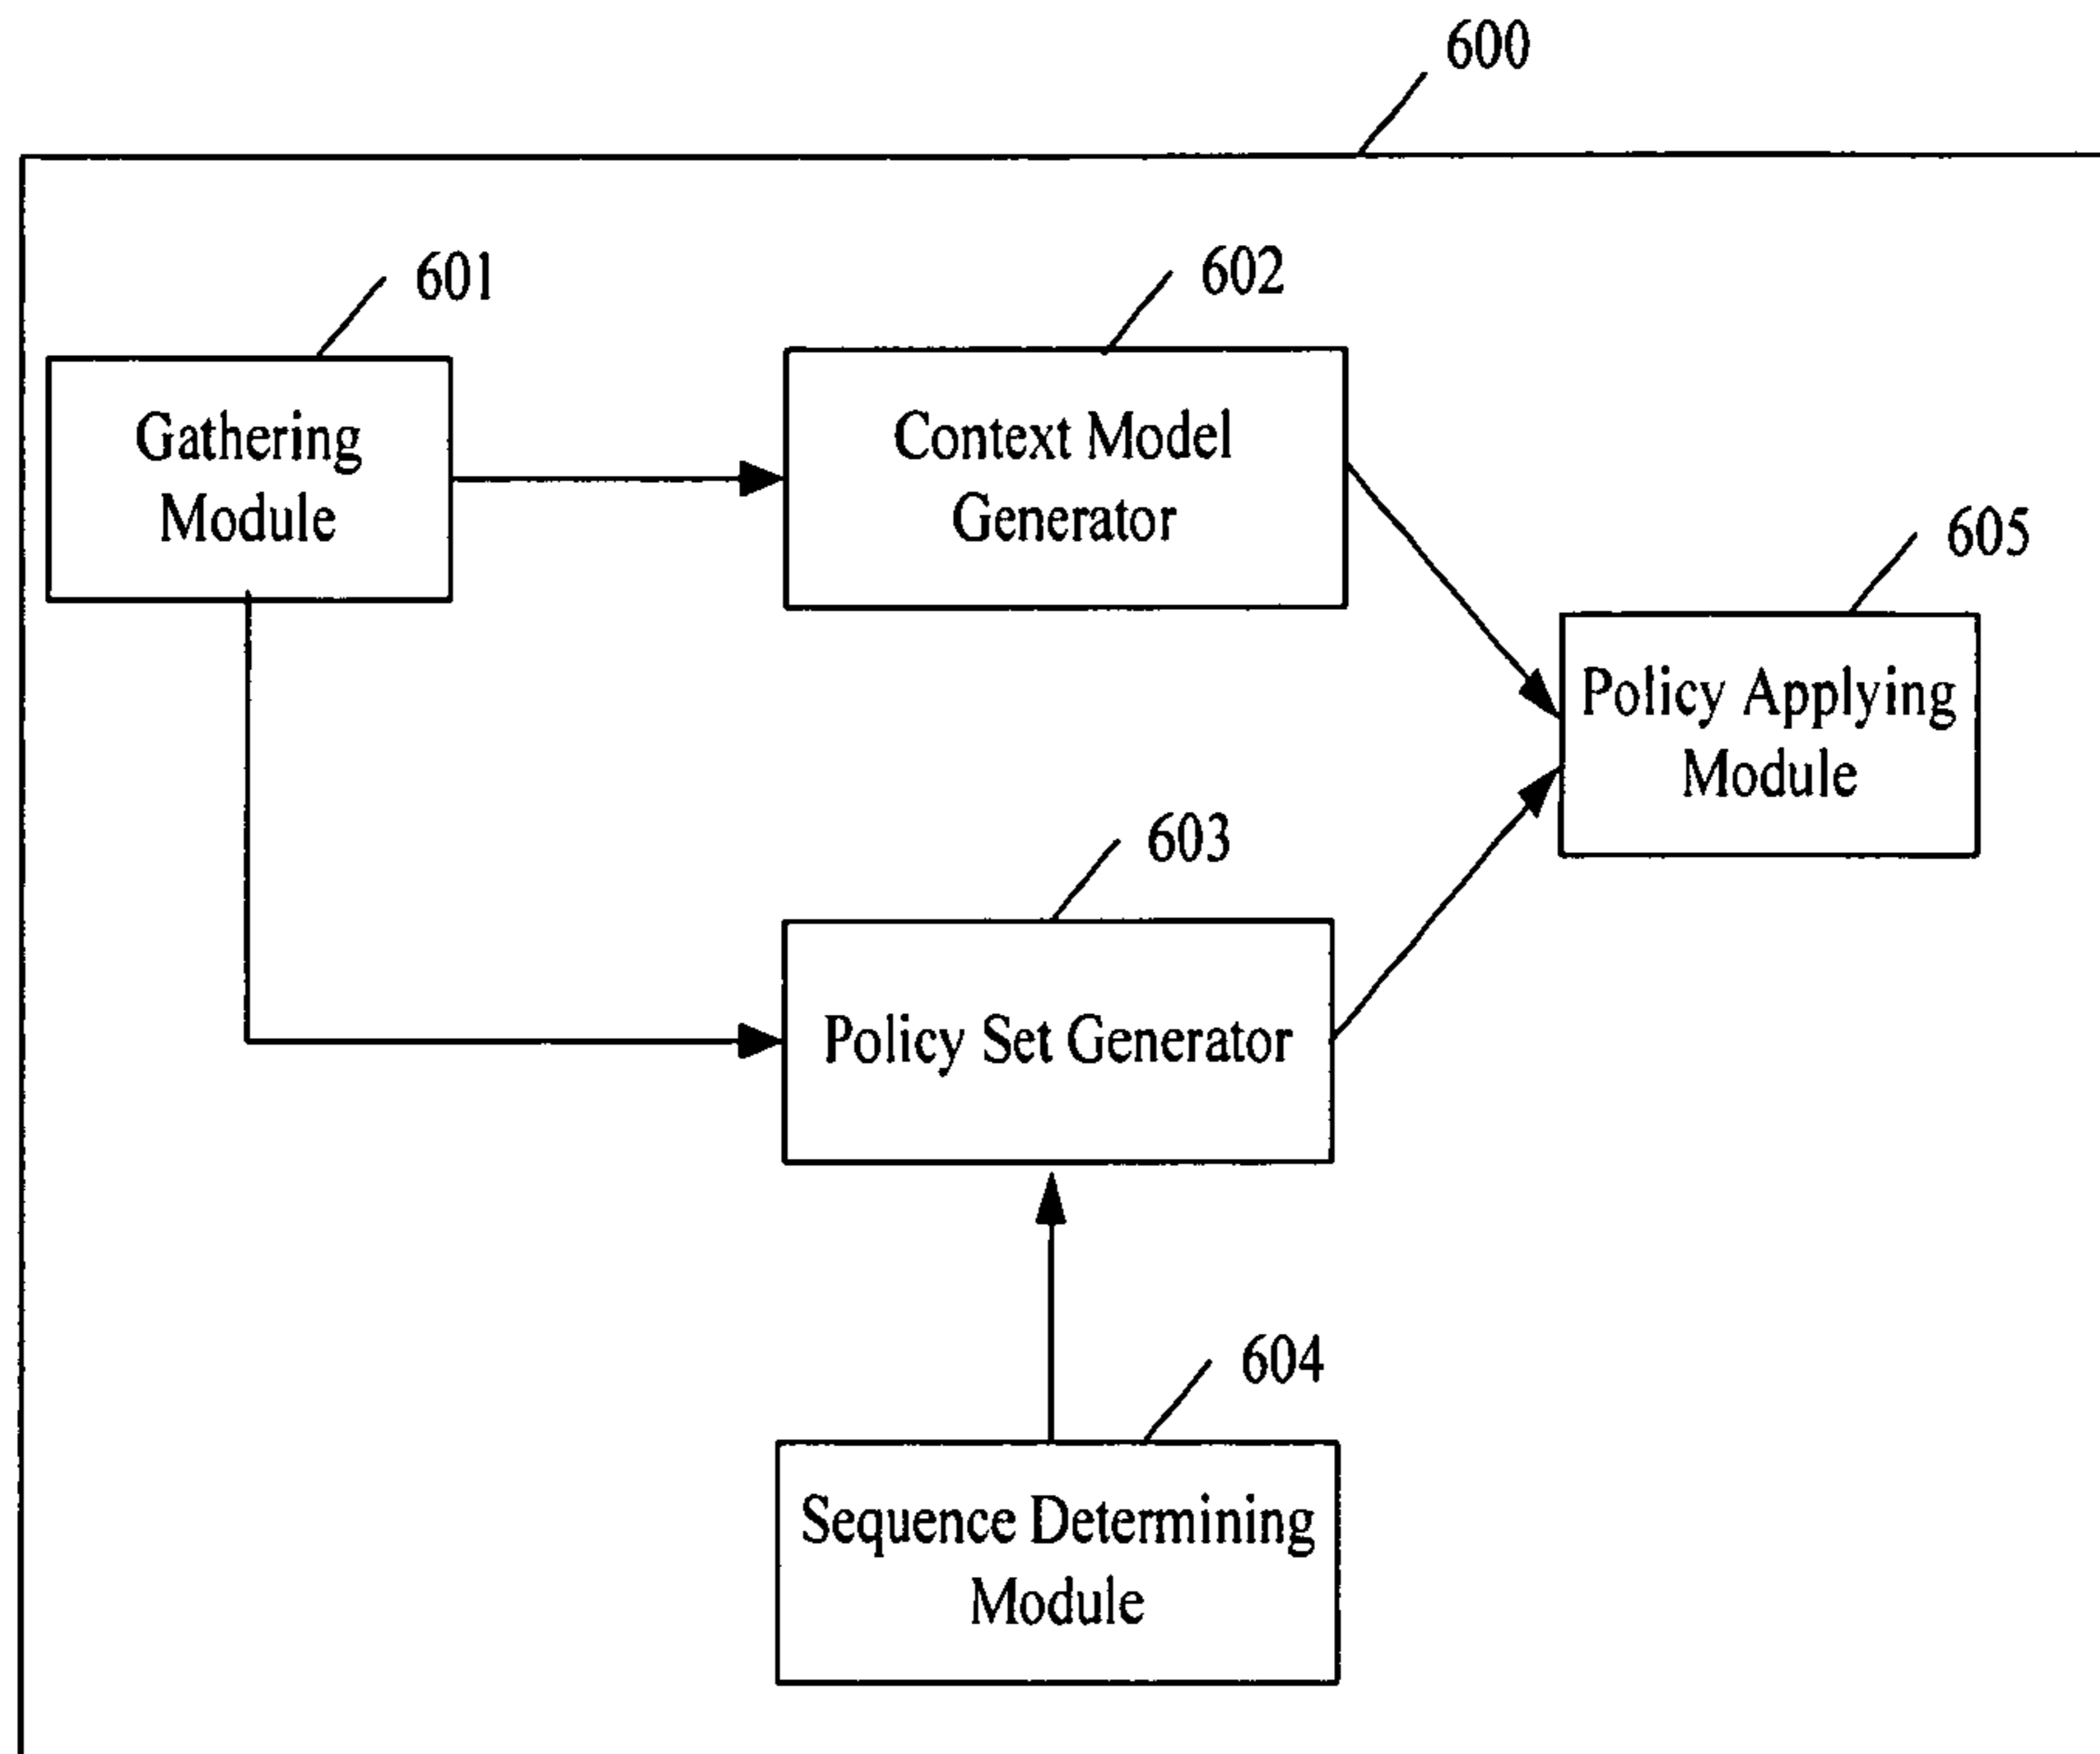 600
601
602
Gathering
Module
Context Model
Generator
605
Policy Applying
Module
603
Policy Set Generator
604
Sequence Determining
Module